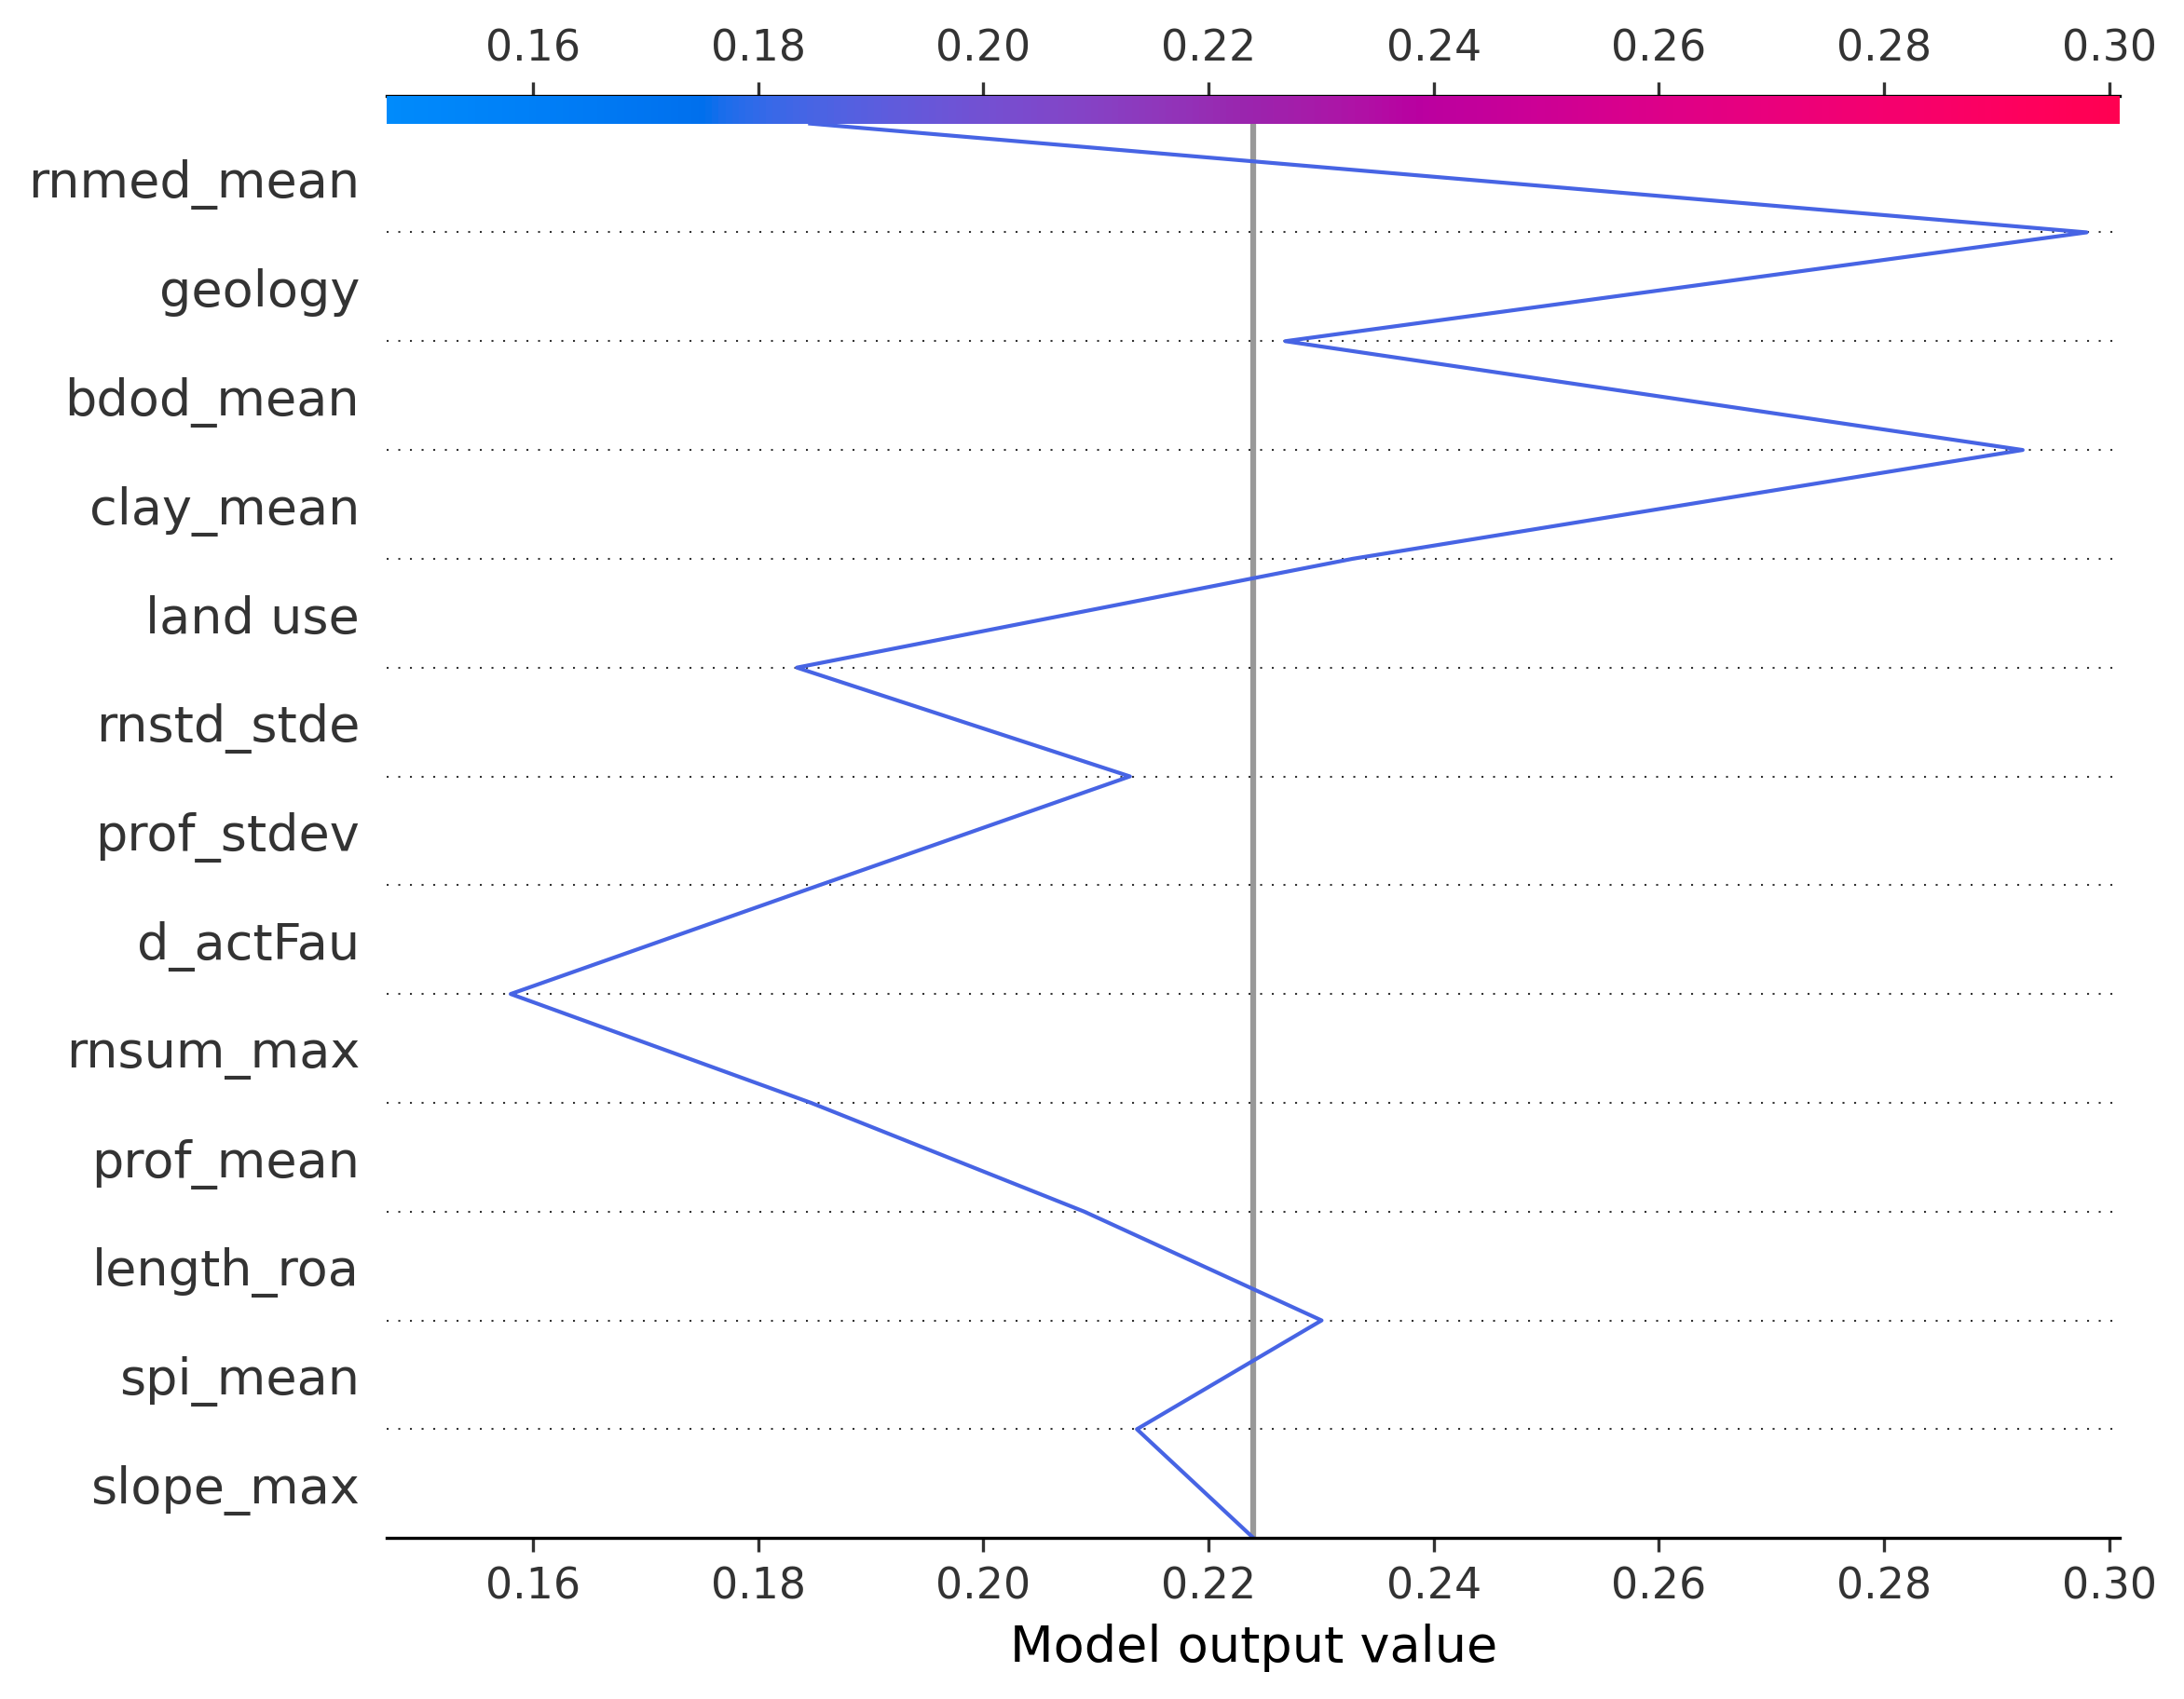 0.16 0.18 0.20 0.22 0.24 0.26 0.28 0.30
rnmed_mean
geology
bdod_mean
clay_mean
land use
rnstd_stde
prof_stdev
d_actFau
rnsum_max
prof_mean
length_roa
spi_mean
slope_max
0.16 0.18 0.20 0.22 0.24 0.26 0.28 0.30
Model output value